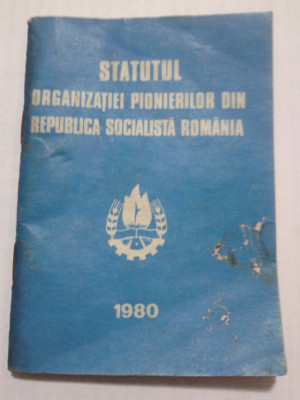 STATUTUL
ORGANIZAȚIEI PIONIERILOR DIN
REPUBLICA SOCIALISTĂ ROMÂNIA
1980